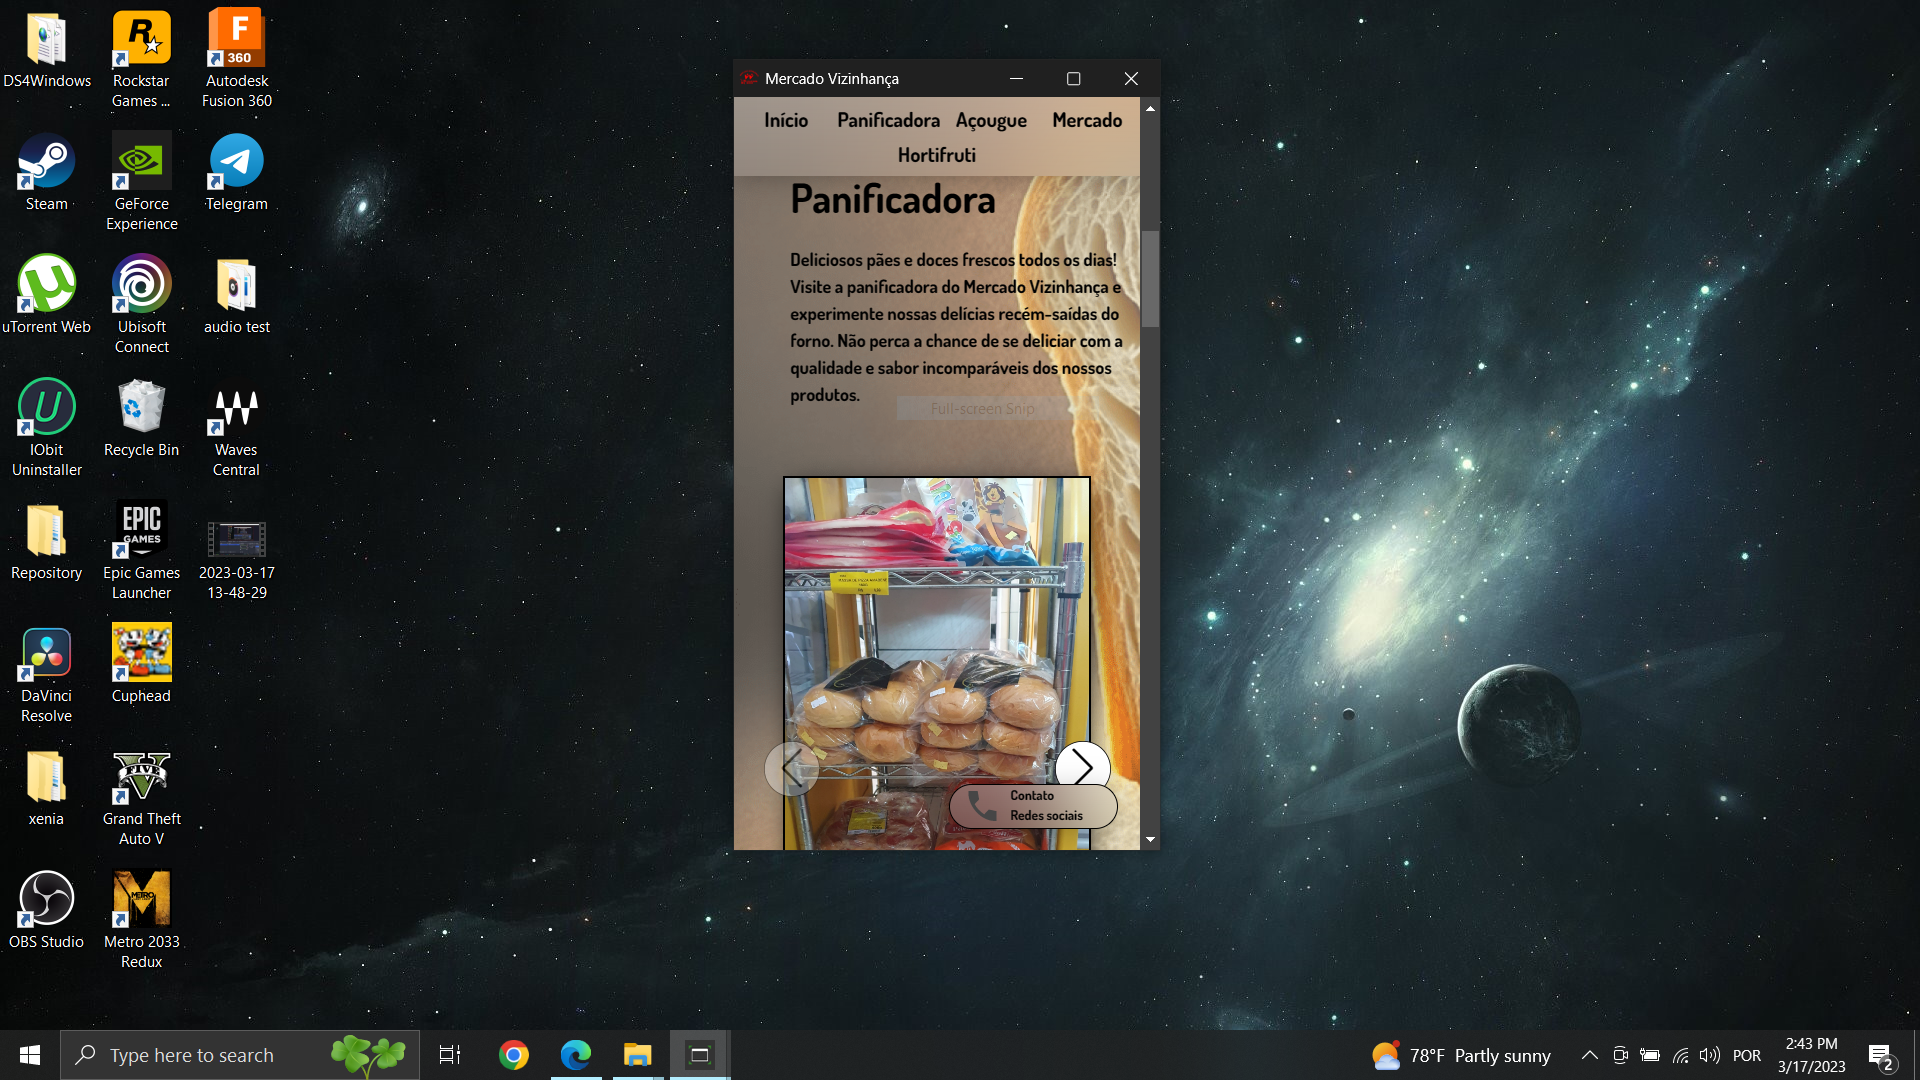 DS4Windows
Rockstar
Games ...
Autodesk
Fusion 360
Steam
GeForce
Experience
Telegram
uTorrent Web
Ubisoft
Connect
audio test
IObit
Uninstaller
Recycle Bin
Waves
Central
Repository
EPIC
GAMES
Epic Games
Launcher
2023-03-17
13-48-29
DaVinci
Resolve
Cuphead
xenia
FIVE
Grand Theft
Auto V
OBS Studio
METRO
Metro 2033
Redux
F
360
R
Mercado Vizinhança
Início Panificadora Açougue Mercado
Hortifruti
Panificadora
Deliciosos pães e doces frescos todos os dias!
Visite a panificadora do Mercado Vizinhança e
experimente nossas delícias recém-saídas do
forno. Não perca a chance de se deliciar com a
qualidade e sabor incomparáveis dos nossos
produtos.
Full-screen Snip
Contato
Redes sociais
Type here to search
78°F Partly sunny
POR
2:43 PM
3/17/2023
2